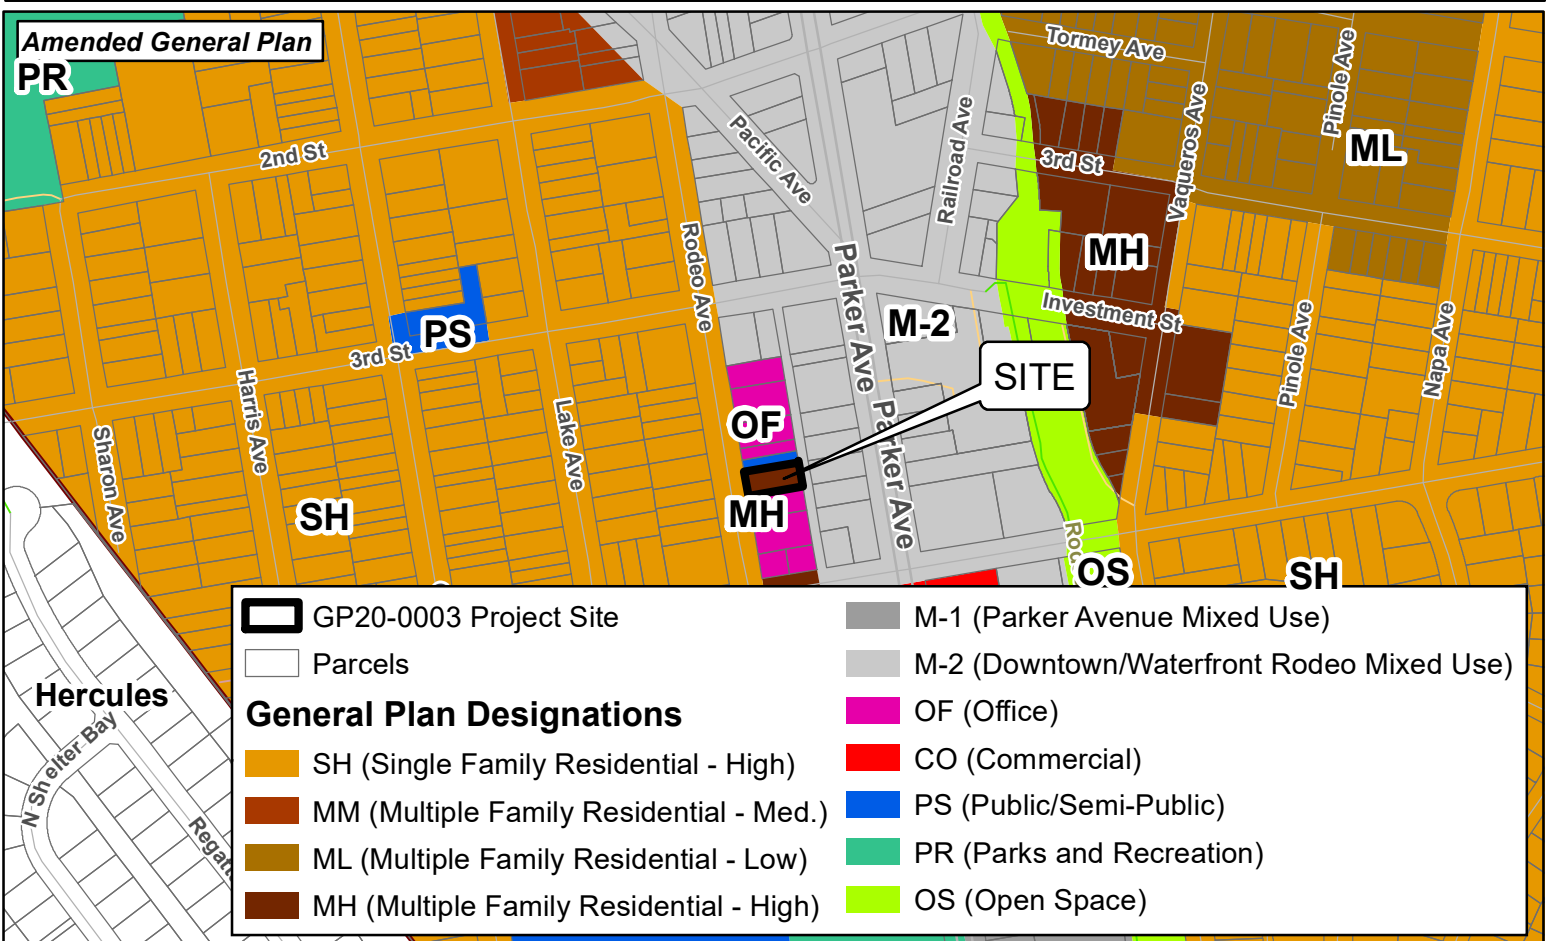 Amended General Plan
PR
Tormey Ave
Pinole Ave
Pacific Ave
Railroad Ave
Vaqueros Ave
2nd St
3rd St
ML
Rodeo Ave
Parker Ave
MH
M-2
Investment St
PS
3rd St
SITE
Pinole Ave
Napa Ave
Harris Ave
Lake Ave
OF
Parker Ave
Sharon Ave
SH
MH
OS
SH
Hercules
N Shelter Bay
GP20-0003 Project Site
Parcels
General Plan Designations
SH (Single Family Residential - High)
MM (Multiple Family Residential - Med.)
ML (Multiple Family Residential - Low)
MH (Multiple Family Residential - High)
M-1 (Parker Avenue Mixed Use)
M-2 (Downtown/Waterfront Rodeo Mixed Use)
OF (Office)
CO (Commercial)
PS (Public/Semi-Public)
PR (Parks and Recreation)
OS (Open Space)